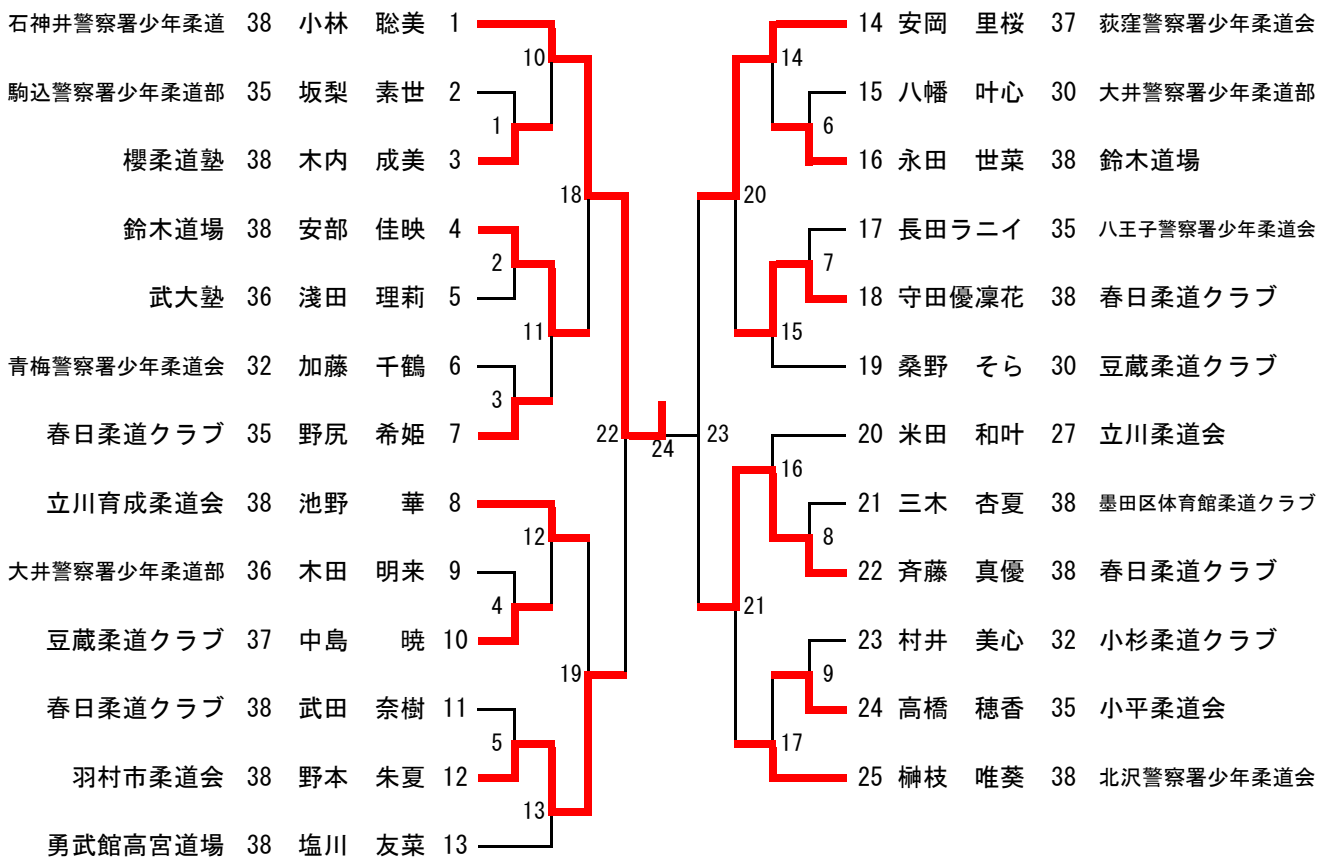 石神井警察署少年柔道 38 小林 聡美 1
10
駒込警察署少年柔道部 35 坂梨 素世 2
1
櫻柔道塾 38 木内 成美 3
18
鈴木道場 38 安部 佳映 4
2
武大塾 36 淺田 理莉 5
11
青梅警察署少年柔道会 32 加藤 千鶴 6
3
春日柔道クラブ 35 野尻 希姫 7
22
24
立川育成柔道会 38 池野 華 8
12
大井警察署少年柔道部 36 木田 明来 9
4
豆蔵柔道クラブ 37 中島 暁 10
19
春日柔道クラブ 38 武田 奈樹 11
5
羽村市柔道会 38 野本 朱夏 12
13
勇武館高宮道場 38 塩川 友菜 13
14 安岡 里桜 37 荻窪警察署少年柔道会
14
15 八幡 叶心 30 大井警察署少年柔道部
6
16 永田 世菜 38 鈴木道場
20
17 長田ラニイ 35 八王子警察署少年柔道会
7
18 守田優凜花 38 春日柔道クラブ
15
19 桑野 そら 30 豆蔵柔道クラブ
23
20 米田 和叶 27 立川柔道会
16
21 三木 杏夏 38 墨田区体育館柔道クラブ
8
22 斉藤 真優 38 春日柔道クラブ
21
23 村井 美心 32 小杉柔道クラブ
9
24 高橋 穂香 35 小平柔道会
17
25 榊枝 唯葵 38 北沢警察署少年柔道会